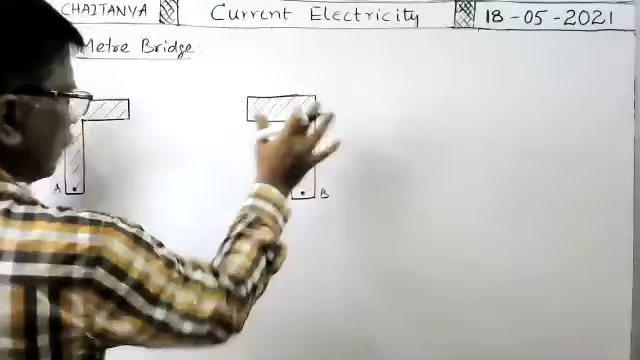 CHAITANYA
Current Electricity
18-05-2021
Metre Bridge:
A
B